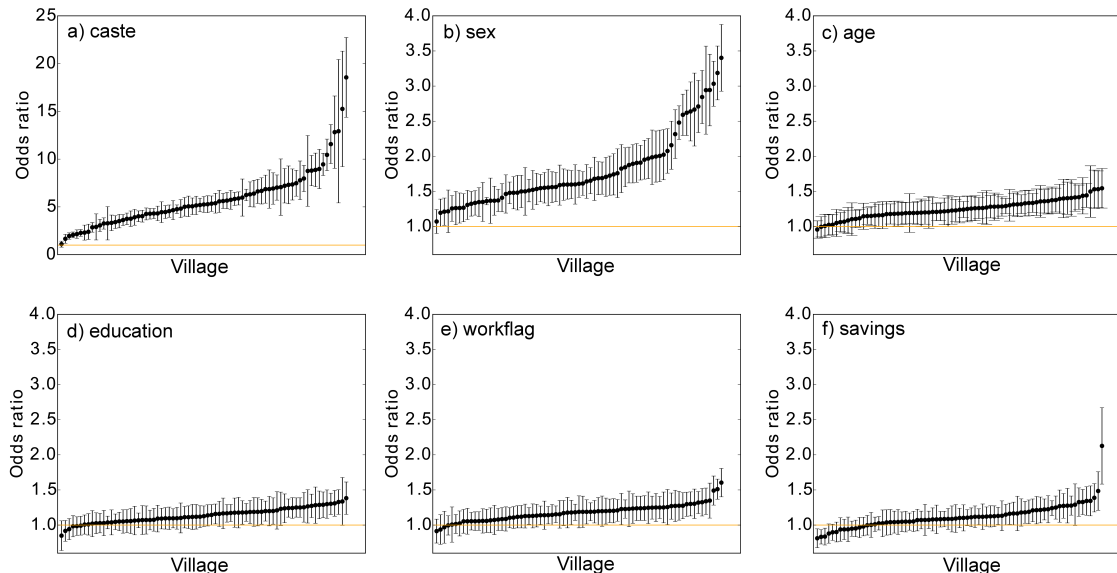 a) caste
25
20
15
10
5
0
Odds ratio
Village
b) sex
4.0
3.5
3.0
2.5
2.0
1.5
1.0
Odds ratio
Village
c) age
4.0
3.5
3.0
2.5
2.0
1.5
1.0
Odds ratio
Village
d) education
4.0
3.5
3.0
2.5
2.0
1.5
1.0
Odds ratio
Village
e) workflag
4.0
3.5
3.0
2.5
2.0
1.5
1.0
Odds ratio
Village
f) savings
4.0
3.5
3.0
2.5
2.0
1.5
1.0
Odds ratio
Village